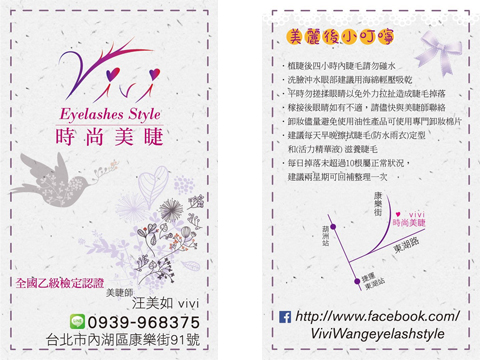 ViVi
Eyelashes Style
時尚美睫
全國乙級檢定認證
美睫師
汪美如 vivi
LINE
0939-968375
台北市內湖區康樂街91號
美麗後小叮嚀
·植睫後四小時內睫毛請勿碰水
·洗臉沖水眼部建議用海綿輕壓吸乾
·平時勿搓揉眼睛以免外力拉扯造成睫毛掉落
·稼接後眼睛如有不適,請儘快與美睫師聯絡
·卸妝儘量避免使用油性產品可使用專門卸妝棉片
·建議每天早晚擦拭睫毛(防水雨衣)定型
和(活力精華液) 滋養睫毛
·每日掉落未超過10根屬正常狀況,
建議兩星期可回補整理一次
康樂街
vivi
時尚美睫
葫洲站
東湖路
捷運
東湖站
http://www.facebook.com/
ViviWangeyelashstyle